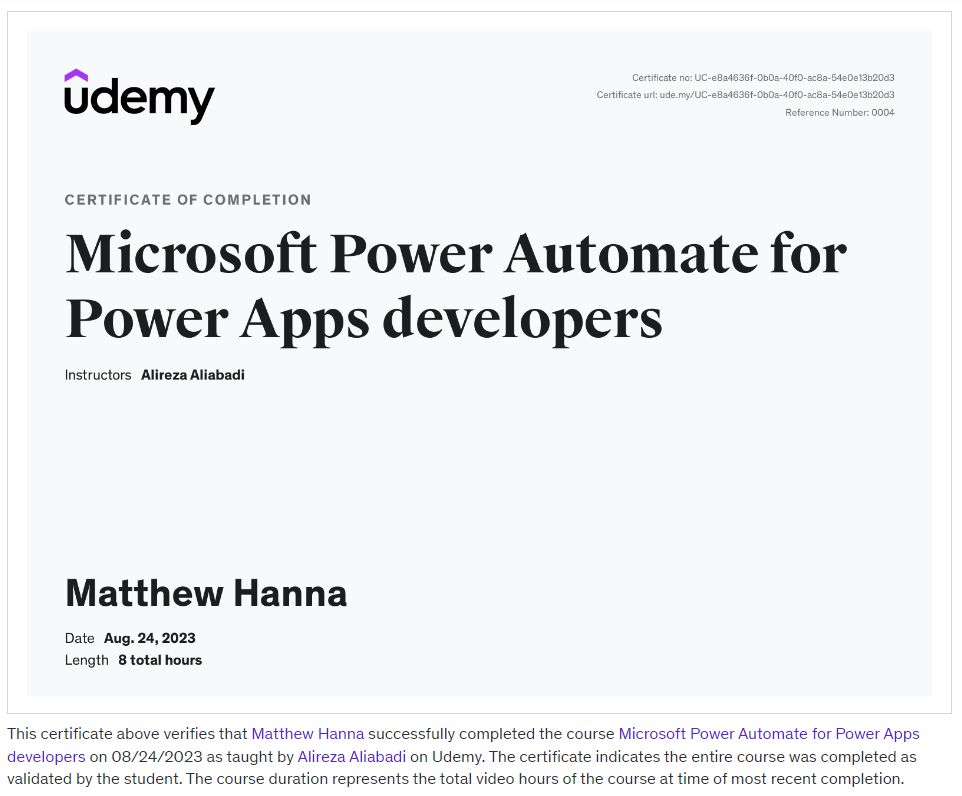 udemy
Certificate no: UC-e8a4636f-0b0a-40f0-ac8a-54e0e13b20d3
Certificate url: ude.my/UC-e8a4636f-0b0a-40f0-ac8a-54e0e13b20d3
Reference Number: 0004
CERTIFICATE OF COMPLETION
Microsoft Power Automate for
Power Apps developers
Instructors Alireza Aliabadi
Matthew Hanna
Date Aug. 24, 2023
Length 8 total hours
This certificate above verifies that Matthew Hanna successfully completed the course Microsoft Power Automate for Power Apps
developers on 08/24/2023 as taught by Alireza Aliabadi on Udemy. The certificate indicates the entire course was completed as
validated by the student. The course duration represents the total video hours of the course at time of most recent completion.